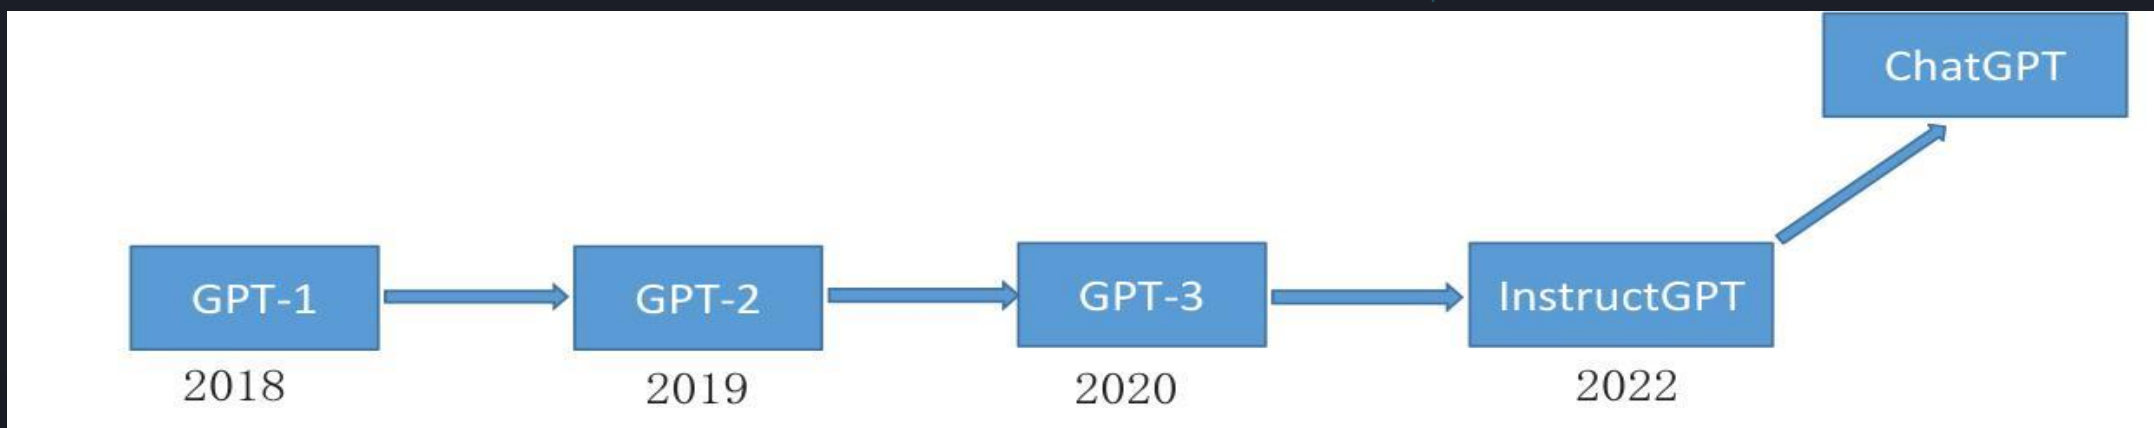 ChatGPT
GPT-1
GPT-2
GPT-3
InstructGPT
2018
2019
2020
2022